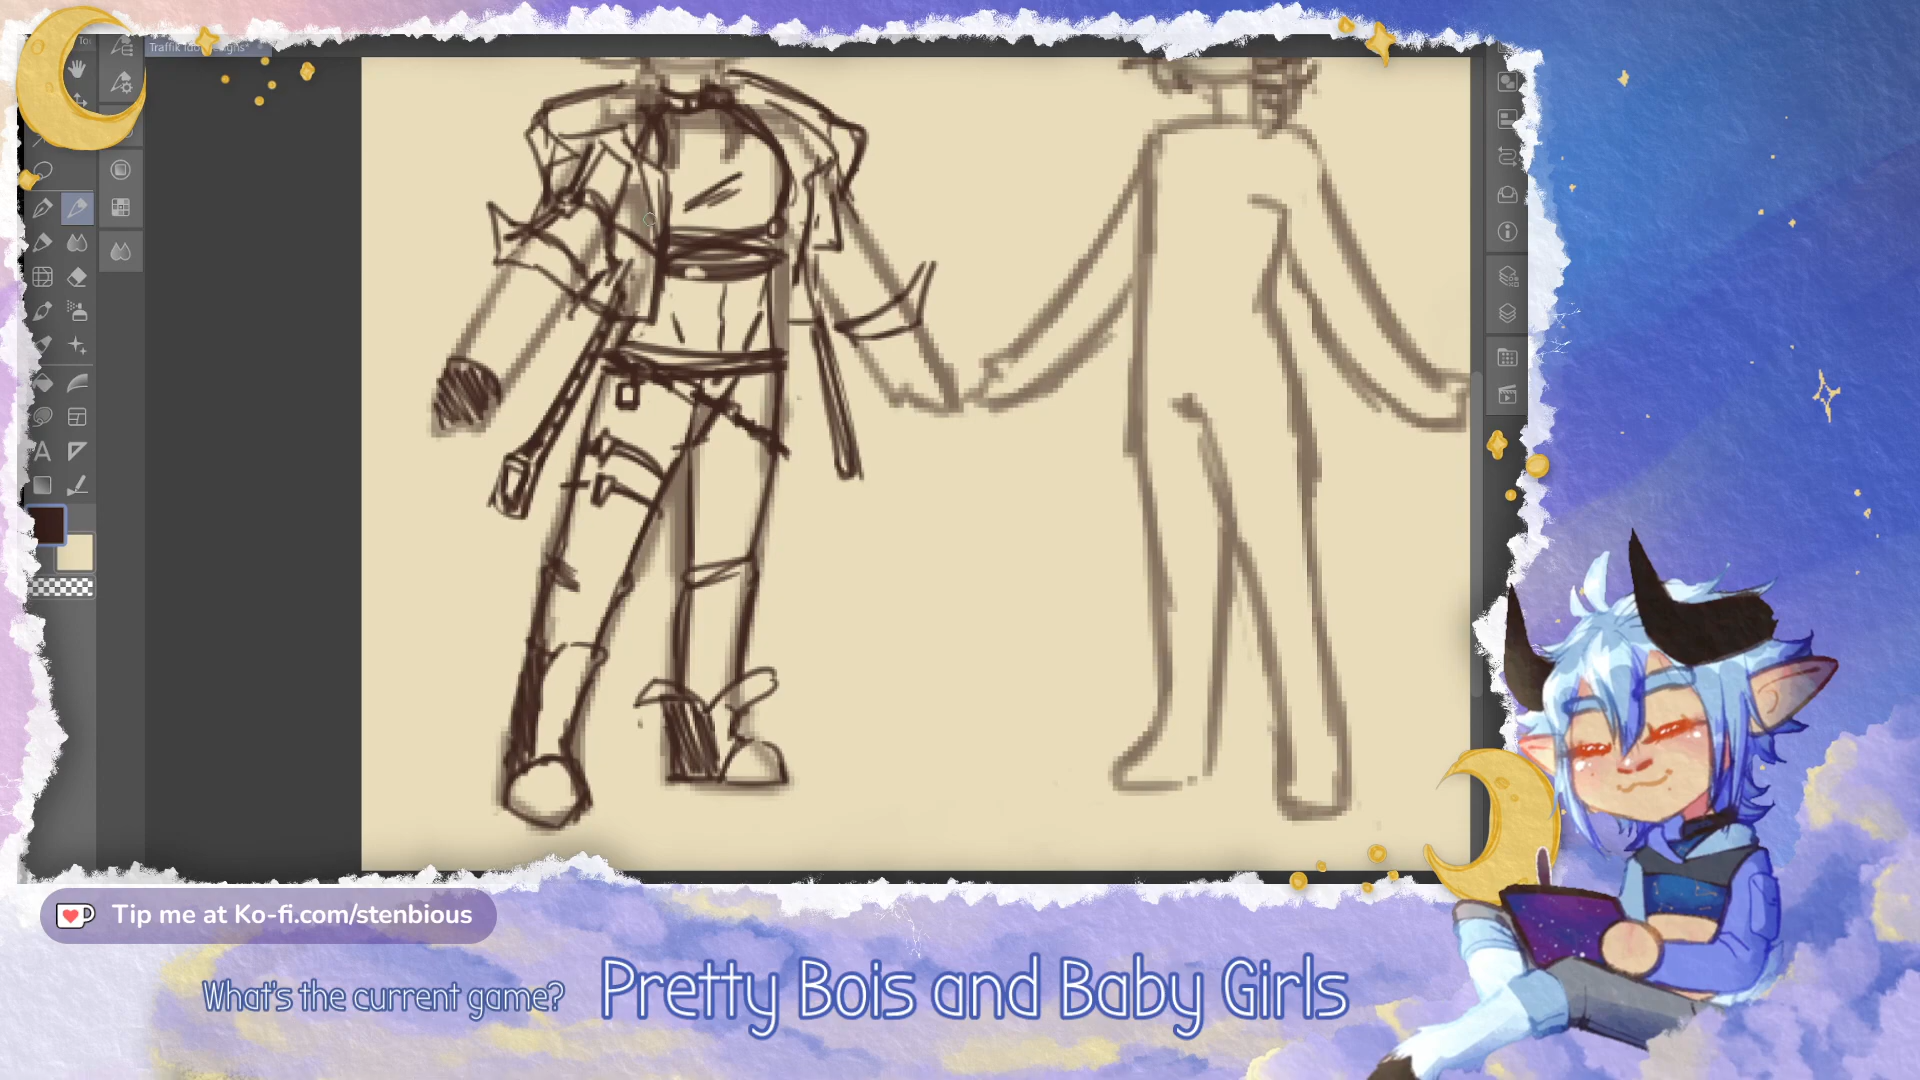 Tip me at Ko-fi.com/stenbious
What's the current game?
Pretty Bois and Baby Girls